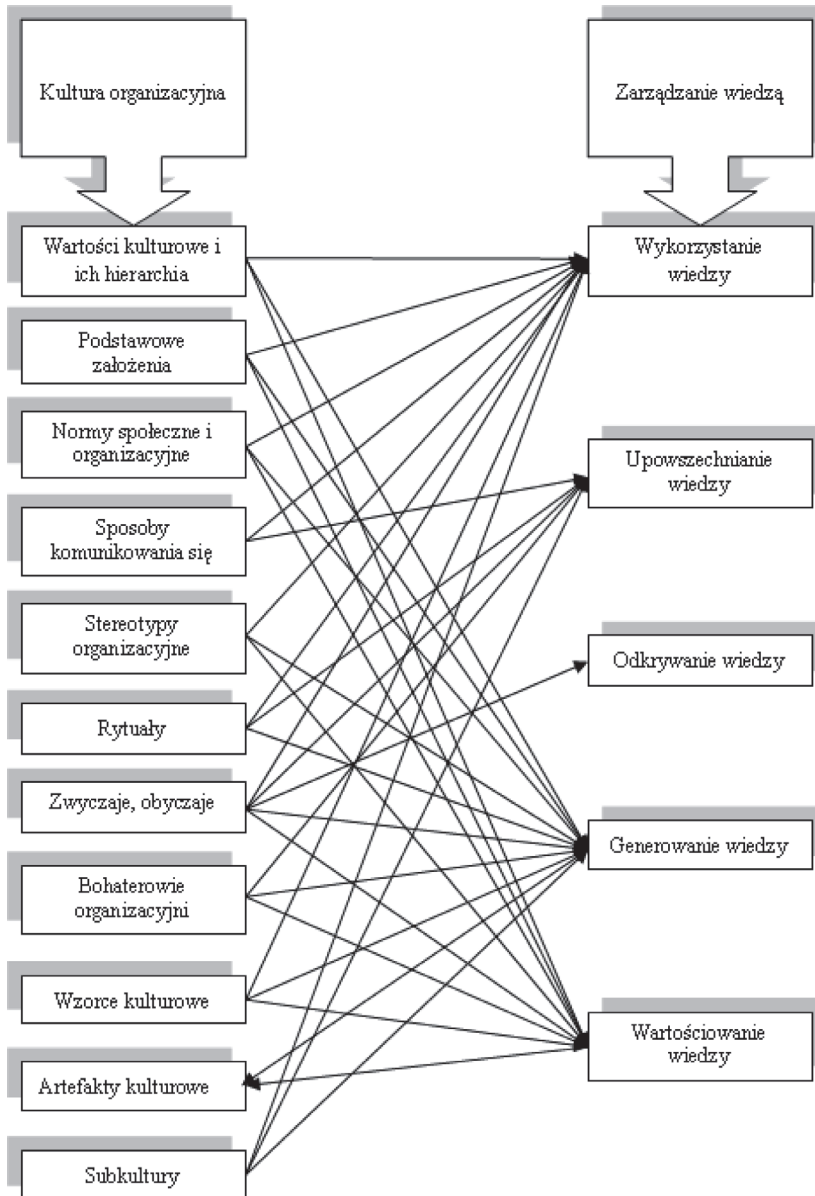 Kultura organizacyjna
Zarządzanie wiedzą
Wartości kulturowe i
ich hierarchia
Podstawowe
założenia
Normy społeczne i
organizacyjne
Sposoby
komunikowania się
Stereotypy
organizacyjne
Rytuały
Zwyczaje, obyczaje
Bohaterowie
organizacyjni
Wzorce kulturowe
Artefakty kulturowe
Subkultury
Wykorzystanie
wiedzy
Upowszechnianie
wiedzy
Odkrywanie wiedzy
Generowanie wiedzy
Wartościowanie
wiedzy